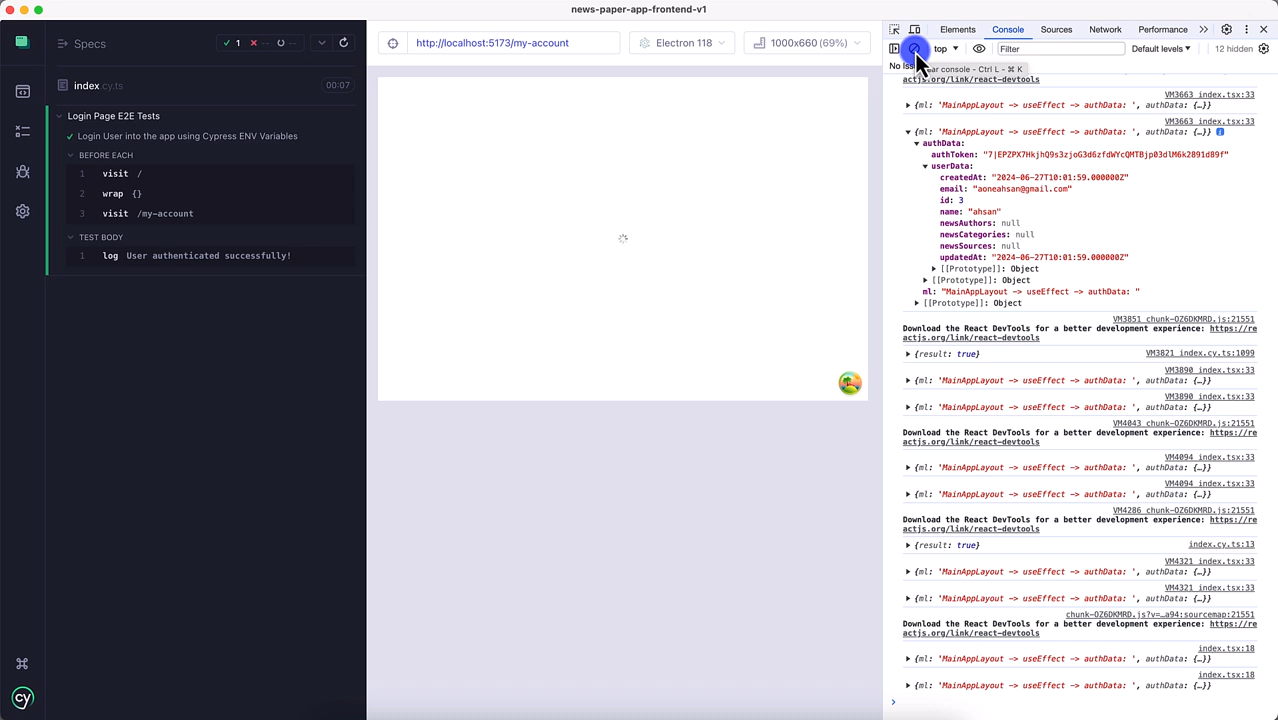 news-paper-app-frontend-v1
Specs
1
--
--
index.cy.ts
00:07
Login Page E2E Tests
Login User into the app using Cypress ENV Variables
BEFORE EACH
1 visit /
2 wrap {}
3 visit /my-account
TEST BODY
1 log User authenticated successfully!
cy
http://localhost:5173/my-account
Electron 118
1000x660 (69%)
Elements
Console
Sources
Network
Performance
top
Filter
Default levels
12 hidden
No iss
ear console - Ctrl L - ⌘ K
actjs.org/link/react-devtools
VM3663 index.tsx:33
{ml: 'MainAppLayout -> useEffect -> authData: ', authData: {…}}
VM3663 index.tsx:33
{ml: 'MainAppLayout -> useEffect -> authData: ', authData: {…}} i
authData:
authToken: "7|EPZPX7HkjhQ9s3zjoG3d6zfdWYcQMTBjp03dlM6k2891d89f"
userData:
createdAt: "2024-06-27T10:01:59.000000Z"
email: "aoneahsan@gmail.com"
id: 3
name: "ahsan"
newsAuthors: null
newsCategories: null
newsSources: null
updatedAt: "2024-06-27T10:01:59.000000Z"
[[Prototype]]: Object
[[Prototype]]: Object
ml: "MainAppLayout -> useEffect -> authData: "
[[Prototype]]: Object
VM3851 chunk-OZ6DKMRD.js:21551
Download the React DevTools for a better development experience: https://re
actjs.org/link/react-devtools
{result: true} VM3821 index.cy.ts:1099
VM3890 index.tsx:33
{ml: 'MainAppLayout -> useEffect -> authData: ', authData: {…}}
VM3890 index.tsx:33
{ml: 'MainAppLayout -> useEffect -> authData: ', authData: {…}}
VM4043 chunk-OZ6DKMRD.js:21551
Download the React DevTools for a better development experience: https://re
actjs.org/link/react-devtools
VM4094 index.tsx:33
{ml: 'MainAppLayout -> useEffect -> authData: ', authData: {…}}
VM4094 index.tsx:33
{ml: 'MainAppLayout -> useEffect -> authData: ', authData: {…}}
VM4286 chunk-OZ6DKMRD.js:21551
Download the React DevTools for a better development experience: https://re
actjs.org/link/react-devtools
{result: true} index.cy.ts:13
VM4321 index.tsx:33
{ml: 'MainAppLayout -> useEffect -> authData: ', authData: {…}}
VM4321 index.tsx:33
{ml: 'MainAppLayout -> useEffect -> authData: ', authData: {…}}
chunk-OZ6DKMRD.js?v=…a94:sourcemap:21551
Download the React DevTools for a better development experience: https://re
actjs.org/link/react-devtools
index.tsx:18
{ml: 'MainAppLayout -> useEffect -> authData: ', authData: {…}}
index.tsx:18
{ml: 'MainAppLayout -> useEffect -> authData: ', authData: {…}}